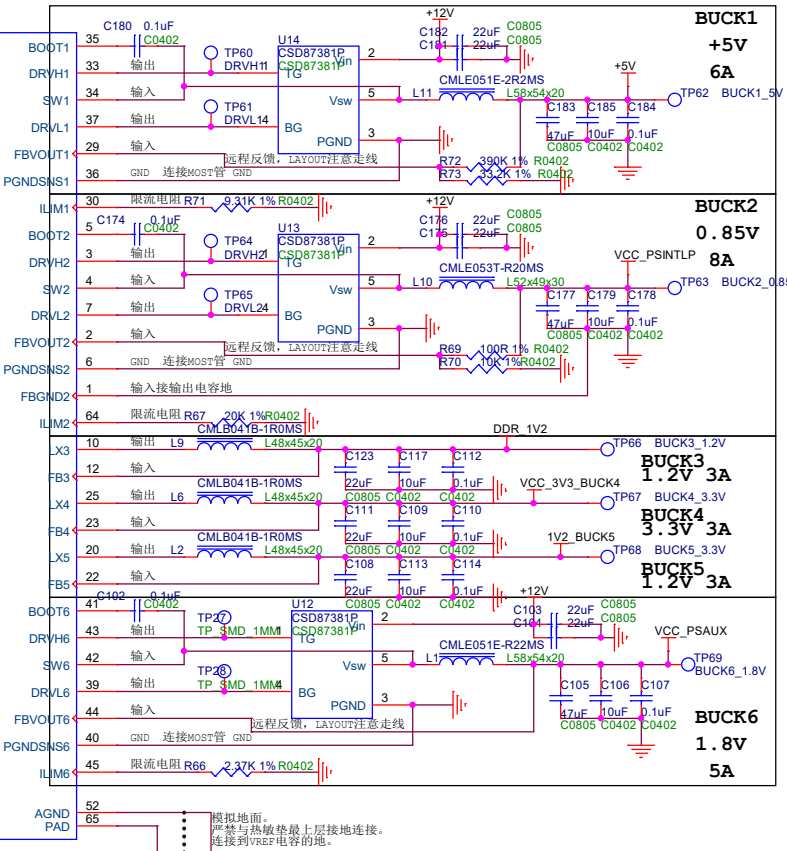 C180 0.1uF
C0402
BOOT1 35
DRVH1 33 输出
SW1 34 输入
DRVL1 37 输出
FBVOUT1 29 输入
PGNDSNS1 36 GND 连接MOST管 GND
TP60
DRVH1 1
TP61
DRVL1 4
U14
CSD87381P
CSD87381P
TG
BG
Vin 2
Vsw 5
PGND 3
远程反馈, LAYOUT注意走线
+12V
C182 22uF C0805
C181 22uF C0805
L11 CMLE051E-2R2MS
L58x54x20
+5V
TP62 BUCK1_5V
C183 C185 C184
47uF 10uF 0.1uF
C0805 C0402 C0402
R72 390K 1% R0402
R73 33.2K 1% R0402
BUCK1
+5V
6A
ILIM1 30 限流电阻 R71 9.31K 1% R0402
C174 0.1uF
C0402
BOOT2 5
DRVH2 3 输出
SW2 4 输入
DRVL2 7 输出
FBVOUT2 2 输入
PGNDSNS2 6 GND 连接MOST管 GND
FBGND2 1 输入接输出电容地
ILIM2 64 限流电阻 R67 20K 1% R0402
TP64
DRVH2 1
TP65
DRVL2 4
U13
CSD87381P
CSD87381P
TG
BG
Vin 2
Vsw 5
PGND 3
远程反馈, LAYOUT注意走线
+12V
C176 22uF C0805
C175 22uF C0805
L10 CMLE053T-R20MS
L52x49x30
VCC_PSINTLP
TP63 BUCK2_0.85
C177 C179 C178
47uF 10uF 0.1uF
C0805 C0402 C0402
R69 100R 1% R0402
R70 10K 1% R0402
BUCK2
0.85V
8A
LX3 10 输出 L9 CMLB041B-1R0MS L48x45x20
FB3 12 输入
DDR_1V2
TP66 BUCK3_1.2V
C123 C117 C112
22uF 10uF 0.1uF
C0805 C0402 C0402
BUCK3
1.2V 3A
LX4 25 输出 L6 CMLB041B-1R0MS L48x45x20
FB4 23 输入
VCC_3V3_BUCK4
TP67 BUCK4_3.3V
C111 C109 C110
22uF 10uF 0.1uF
C0805 C0402 C0402
BUCK4
3.3V 3A
LX5 20 输出 L2 CMLB041B-1R0MS L48x45x20
FB5 22 输入
1V2_BUCK5
TP68 BUCK5_3.3V
C108 C113 C114
22uF 10uF 0.1uF
C0805 C0402 C0402
BUCK5
1.2V 3A
C102 0.1uF
C0402
BOOT6 41
DRVH6 43 输出
SW6 42 输入
DRVL6 39 输出
FBVOUT6 44 输入
PGNDSNS6 40 GND 连接MOST管 GND
ILIM6 45 限流电阻 R66 2.37K 1% R0402
TP27
TP_SMD_1MM 1
TP28
TP_SMD_1MM 4
U12
CSD87381P
CSD87381P
TG
BG
Vin 2
Vsw 5
PGND 3
远程反馈, LAYOUT注意走线
+12V
C103 22uF C0805
C104 22uF C0805
L1 CMLE051E-R22MS
L58x54x20
VCC_PSAUX
TP69
BUCK6_1.8V
C105 C106 C107
47uF 10uF 0.1uF
C0805 C0402 C0402
BUCK6
1.8V
5A
AGND 52
PAD 65
模拟地面。
严禁与热敏垫最上层接地连接。
连接到VREF电容的地。